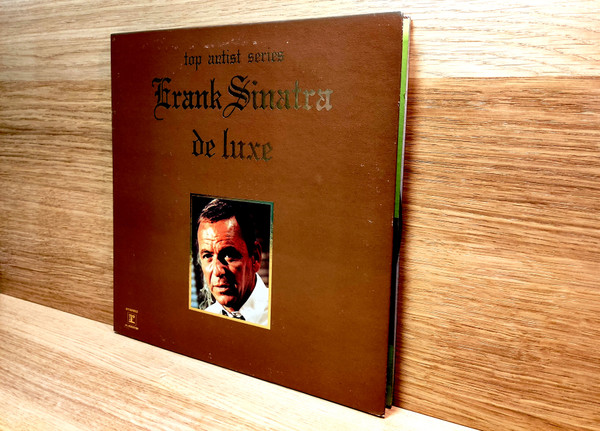 top artist series
Frank Sinatra
de luxe